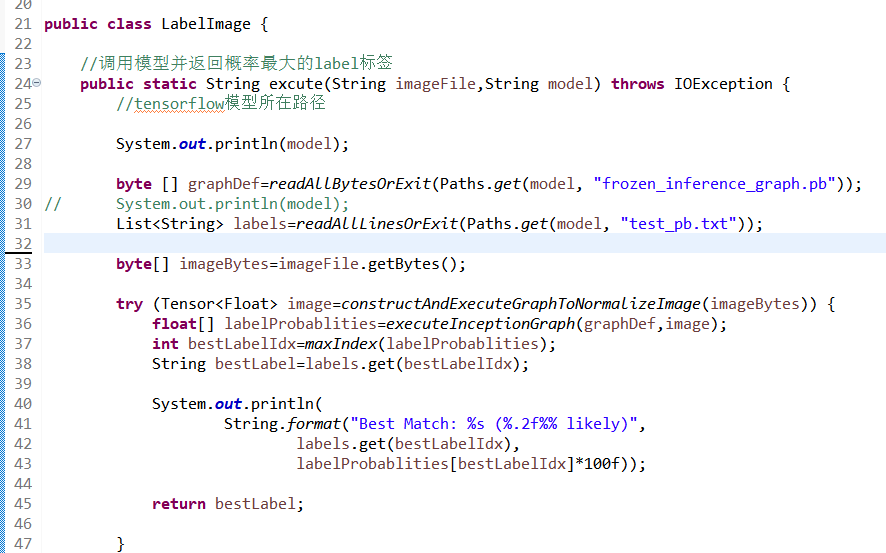 20
21 public class LabelImage {
22
23 //调用模型并返回概率最大的label标签
24 public static String excute(String imageFile,String model) throws IOException {
25 //tensorflow模型所在路径
26
27 System.out.println(model);
28
29 byte [] graphDef=readAllBytesOrExit(Paths.get(model, "frozen_inference_graph.pb"));
30 // System.out.println(model);
31 List<String> labels=readAllLinesOrExit(Paths.get(model, "test_pb.txt"));
32
33 byte[] imageBytes=imageFile.getBytes();
34
35 try (Tensor<Float> image=constructAndExecuteGraphToNormalizeImage(imageBytes)) {
36 float[] labelProbablities=executeInceptionGraph(graphDef,image);
37 int bestLabelIdx=maxIndex(labelProbablities);
38 String bestLabel=labels.get(bestLabelIdx);
39
40 System.out.println(
41 String.format("Best Match: %s (%.2f%% likely)",
42 labels.get(bestLabelIdx),
43 labelProbablities[bestLabelIdx]*100f));
44
45 return bestLabel;
46
47 }